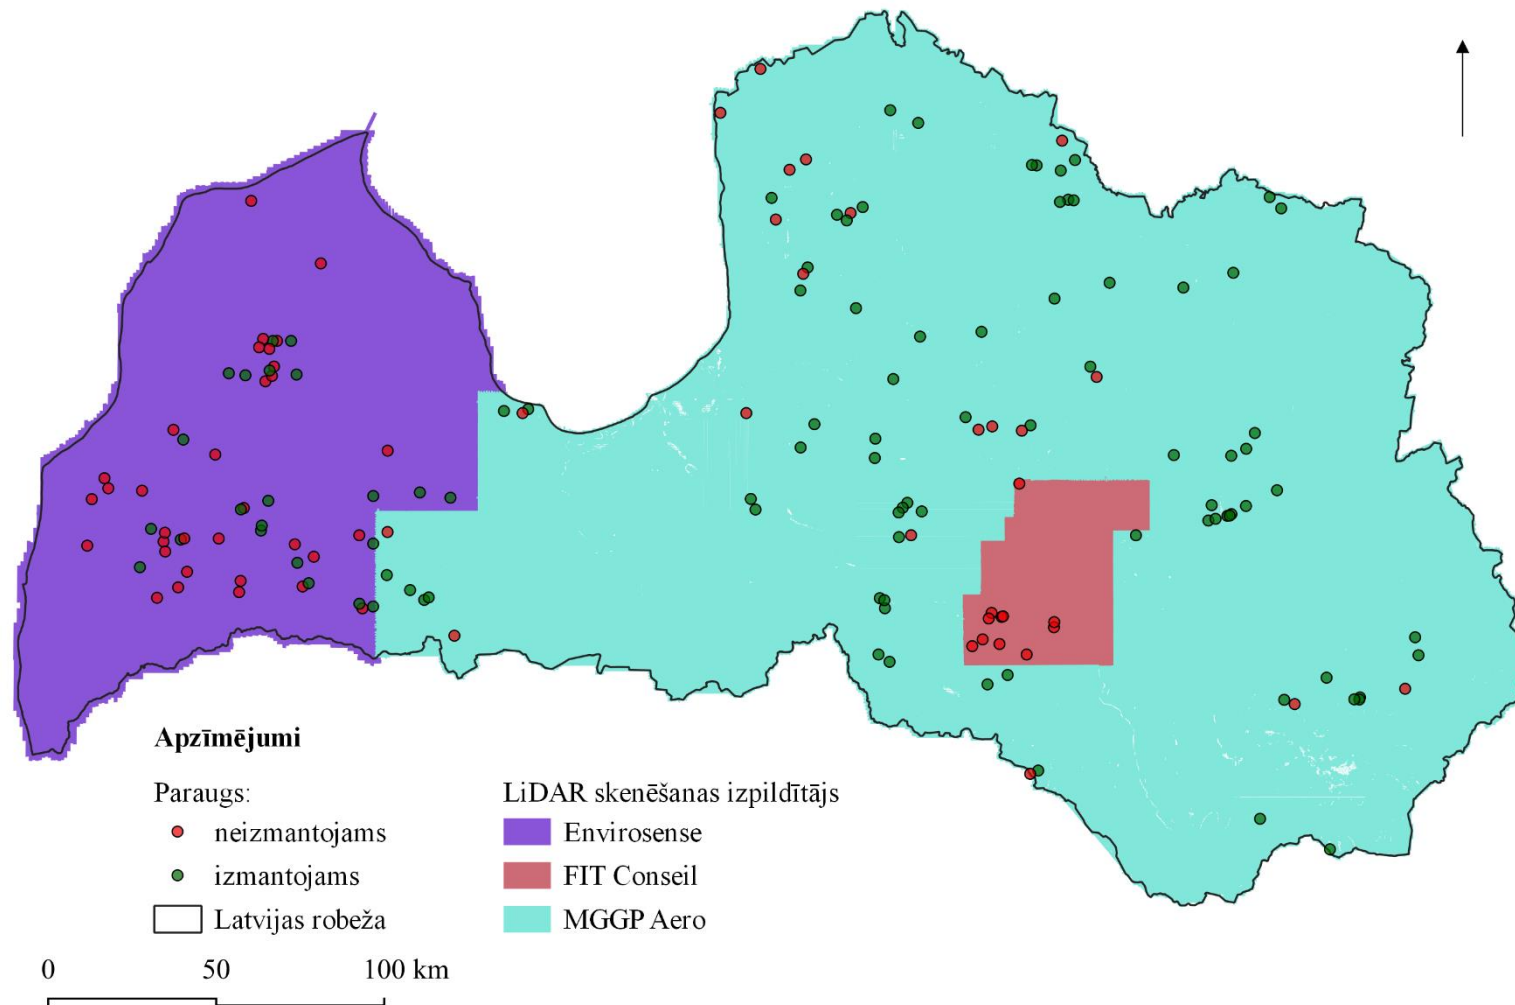 Apzīmējumi
Paraugs:
neizmantojams
izmantojams
Latvijas robeža
LiDAR skenēšanas izpildītājs
Envirosense
FIT Conseil
MGGP Aero
0 50 100 km